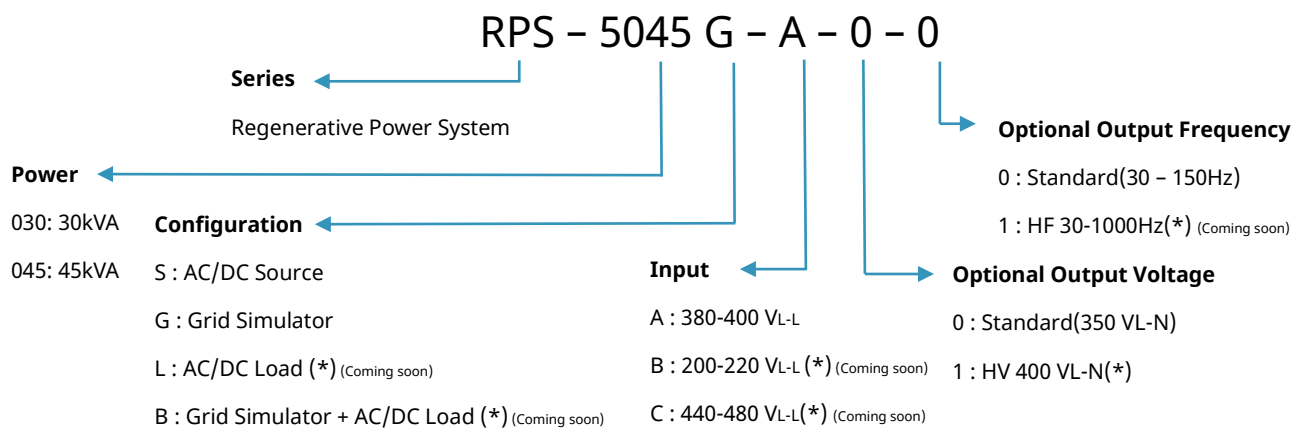 RPS – 5045 G – A – 0 – 0
Series
Regenerative Power System
Power
030: 30kVA
045: 45kVA
Configuration
S : AC/DC Source
G : Grid Simulator
L : AC/DC Load (*) (Coming soon)
B : Grid Simulator + AC/DC Load (*) (Coming soon)
Input
A : 380-400 VL-L
B : 200-220 VL-L (*) (Coming soon)
C : 440-480 VL-L(*) (Coming soon)
Optional Output Voltage
0 : Standard(350 VL-N)
1 : HV 400 VL-N(*)
Optional Output Frequency
0 : Standard(30 – 150Hz)
1 : HF 30-1000Hz(*) (Coming soon)